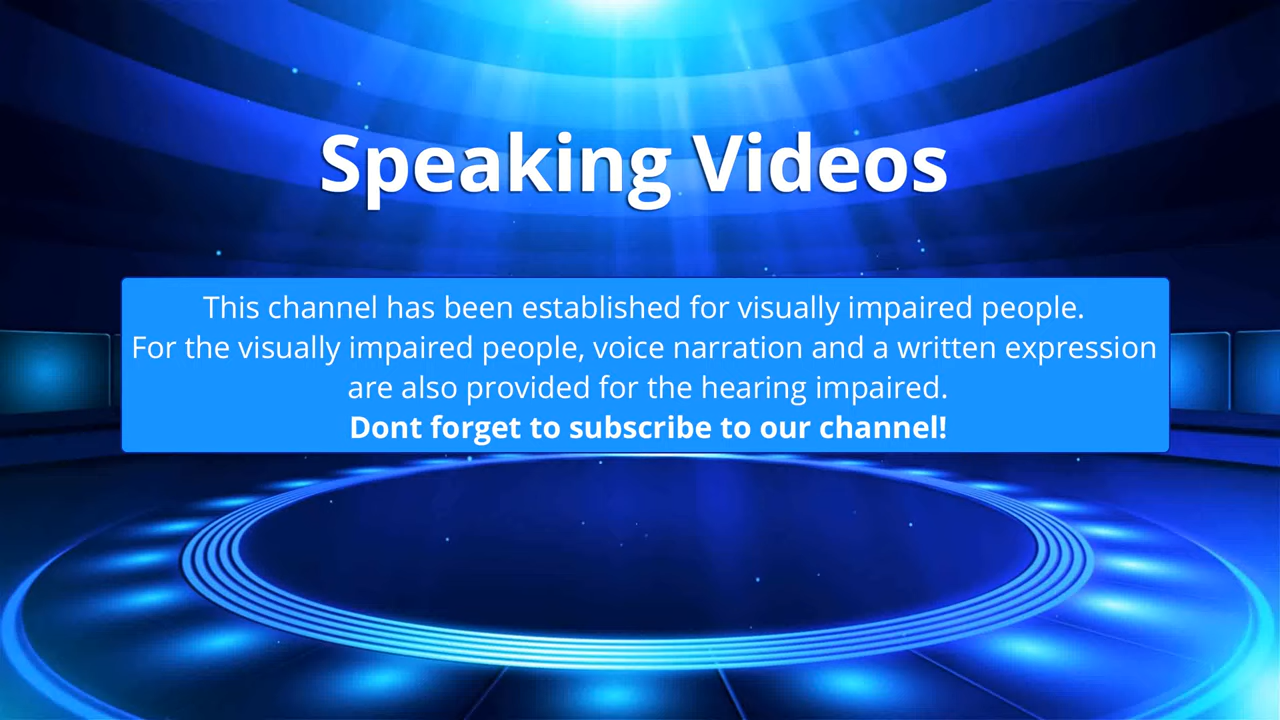 Speaking Videos
This channel has been established for visually impaired people.
For the visually impaired people, voice narration and a written expression
are also provided for the hearing impaired.
Dont forget to subscribe to our channel!